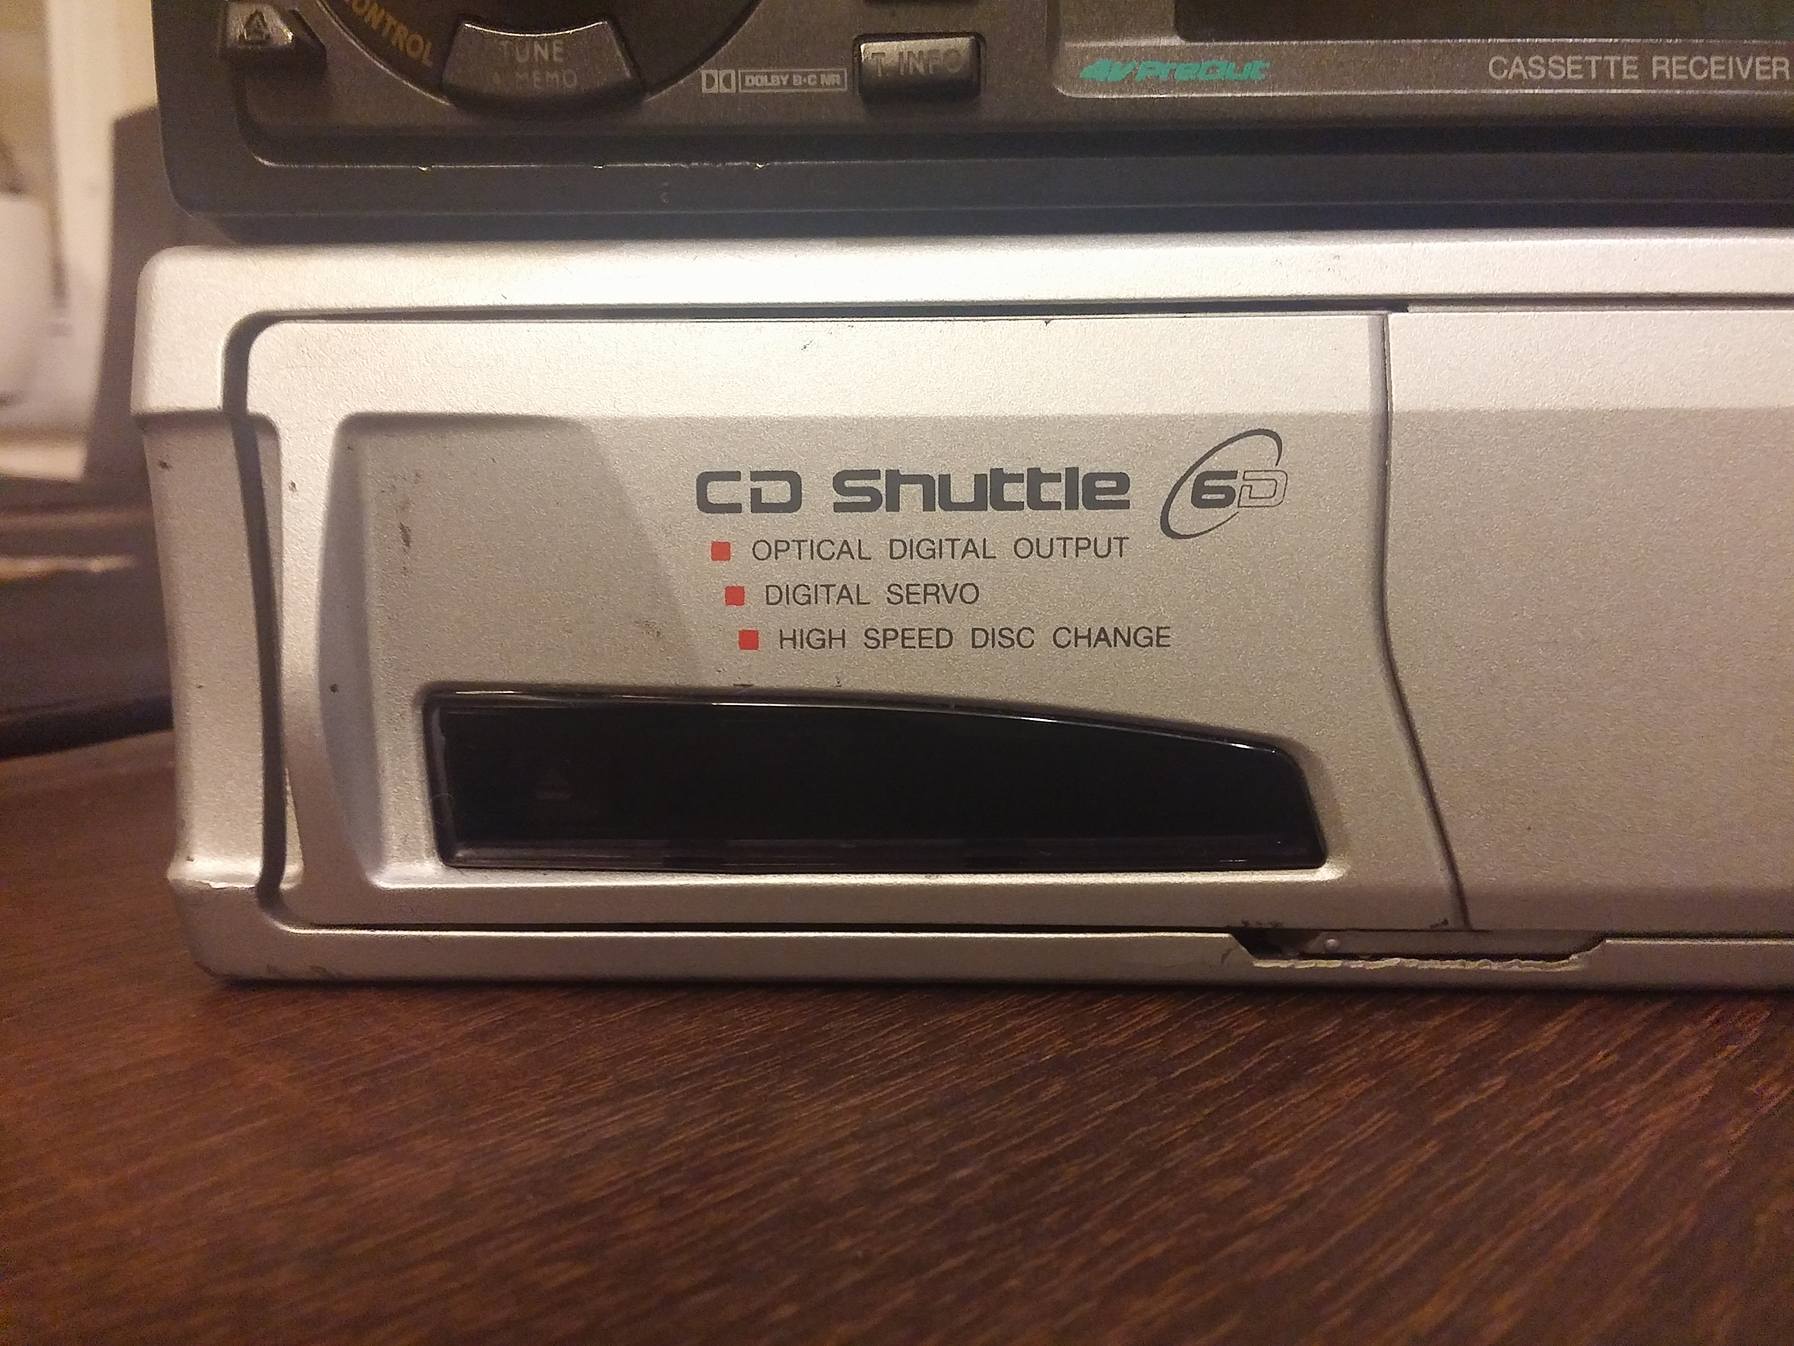 CONTROL
TUNE
& MEMO
DOLBY B·C NR
T.INFO
4V PreOut
CASSETTE RECEIVER
CD Shuttle 6D
OPTICAL DIGITAL OUTPUT
DIGITAL SERVO
HIGH SPEED DISC CHANGE